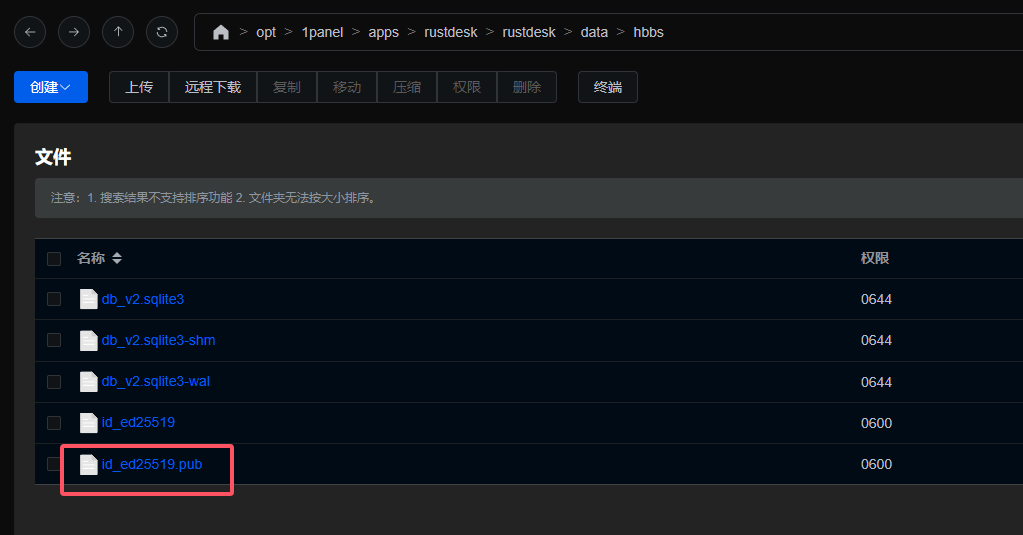 > opt > 1panel > apps > rustdesk > rustdesk > data > hbbs
创建 上传 远程下载 复制 移动 压缩 权限 删除 终端
文件
注意：1. 搜索结果不支持排序功能 2. 文件夹无法按大小排序。
名称 权限
db_v2.sqlite3 0644
db_v2.sqlite3-shm 0644
db_v2.sqlite3-wal 0644
id_ed25519 0600
id_ed25519.pub 0600